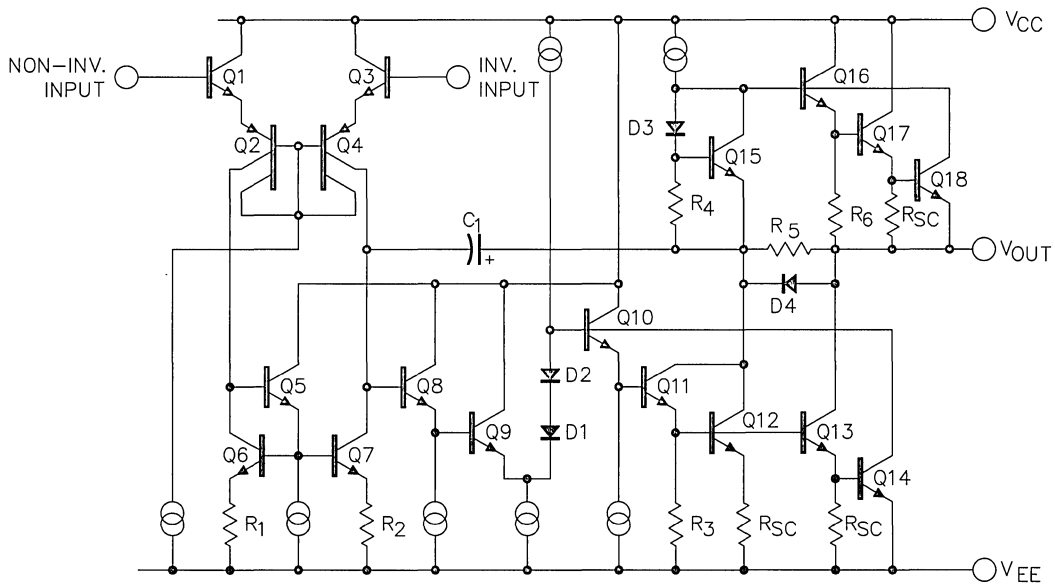 VCC
NON-INV.
INPUT
Q1
Q3
INV.
INPUT
Q16
D3
Q17
Q2
Q4
Q15
Q18
R4
R6
RSC
C1
+
R5
VOUT
D4
Q10
D2
Q5
Q8
Q11
Q12
Q13
Q6
Q7
Q9
D1
Q14
R1
R2
R3
RSC
RSC
VEE